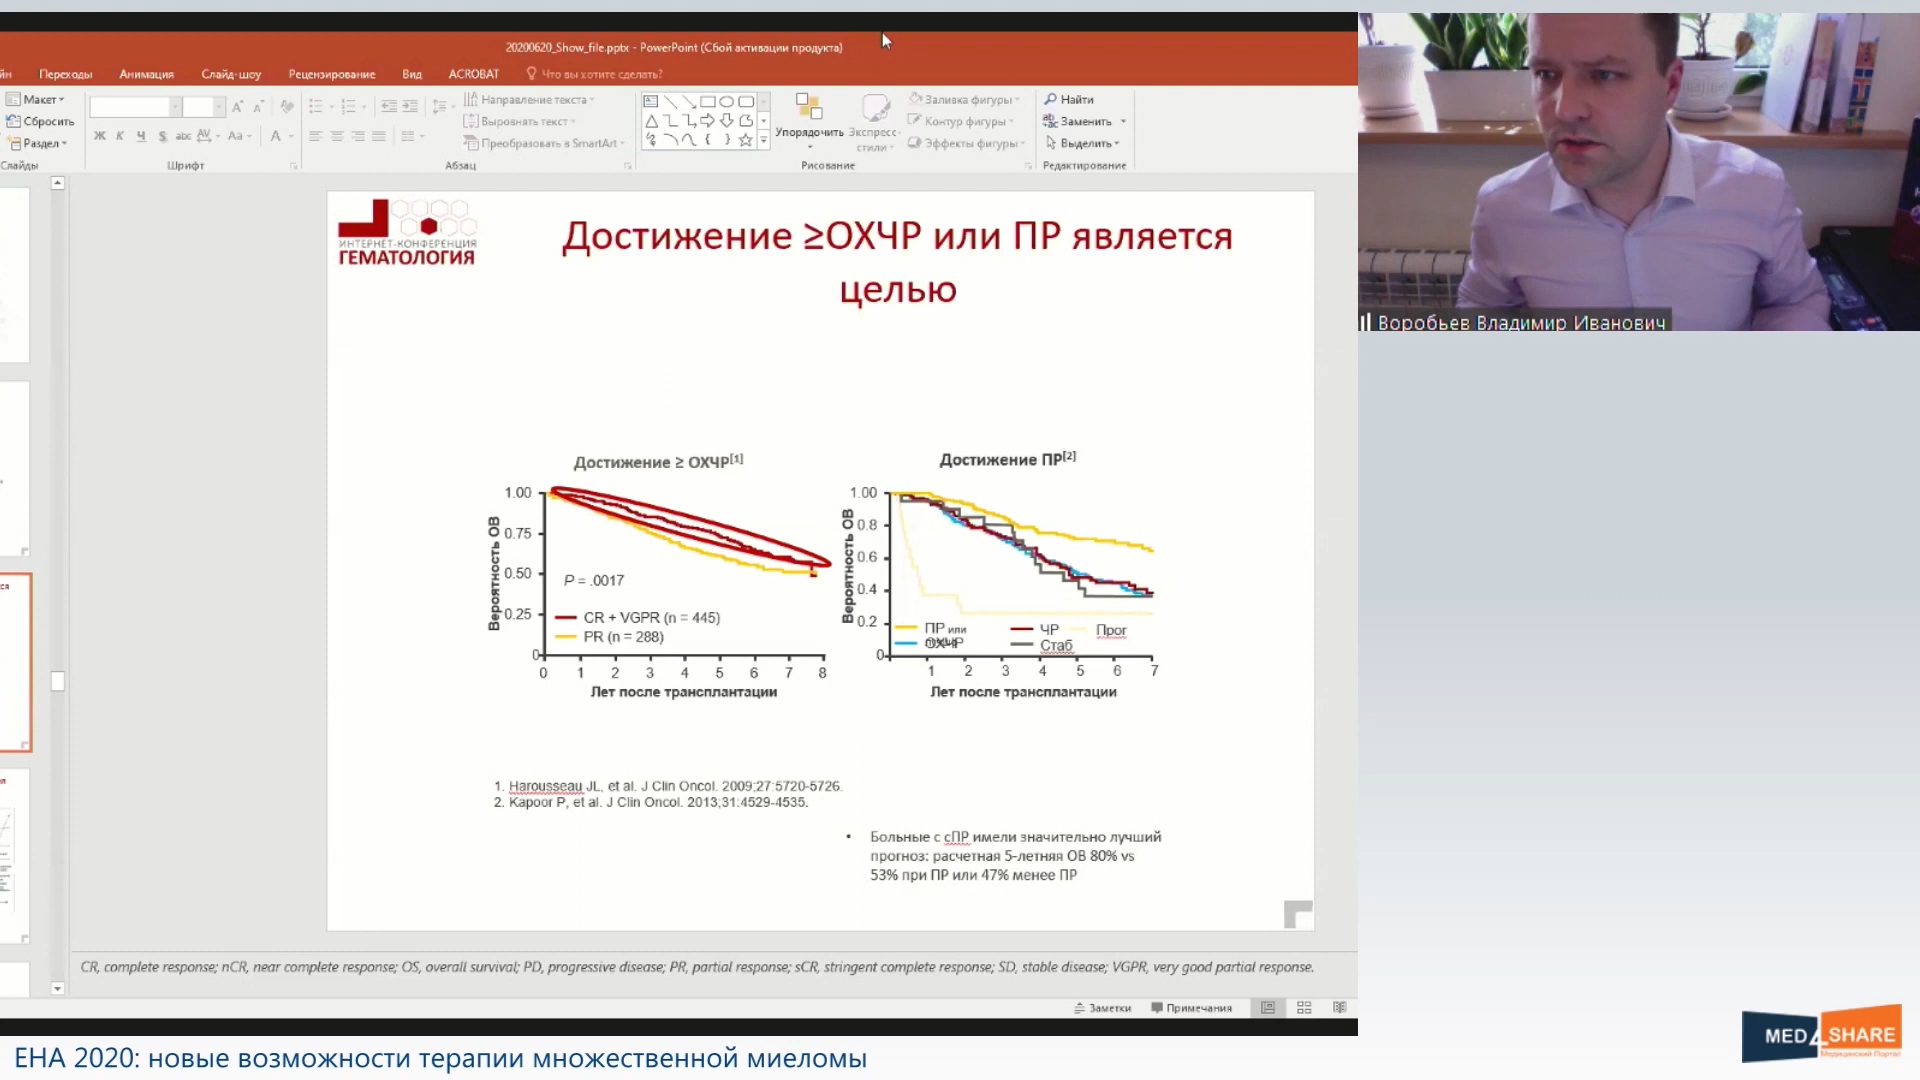 20200620_Show_file.pptx - PowerPoint (Сбой активации продукта)
Переходы Анимация Слайд-шоу Рецензирование Вид ACROBAT Что вы хотите сделать?
Макет
Сбросить
Раздел
Слайды
Ж К Ч S abc AV Aa A
Шрифт
Направление текста
Выровнять текст
Преобразовать в SmartArt
Абзац
Упорядочить
Экспресс-
стили
Заливка фигуры
Контур фигуры
Эффекты фигуры
Рисование
Найти
Заменить
Выделить
Редактирование
Воробьев Владимир Иванович
ИНТЕРНЕТ-КОНФЕРЕНЦИЯ
ГЕМАТОЛОГИЯ
Достижение ≥ОХЧР или ПР является
целью
Достижение ≥ ОХЧР[1]
Вероятность ОВ
1.00
0.75
0.50
0.25
0
P = .0017
CR + VGPR (n = 445)
PR (n = 288)
0 1 2 3 4 5 6 7 8
Лет после трансплантации
Достижение ПР[2]
Вероятность ОВ
1.00
0.8
0.6
0.4
0.2
0
ПР или
ОХЧР
ЧР
Стаб
Прог
1 2 3 4 5 6 7
Лет после трансплантации
1. Harousseau JL, et al. J Clin Oncol. 2009;27:5720-5726.
2. Kapoor P, et al. J Clin Oncol. 2013;31:4529-4535.
• Больные с сПР имели значительно лучший
прогноз: расчетная 5-летняя ОВ 80% vs
53% при ПР или 47% менее ПР
CR, complete response; nCR, near complete response; OS, overall survival; PD, progressive disease; PR, partial response; sCR, stringent complete response; SD, stable disease; VGPR, very good partial response.
Заметки Примечания
EHA 2020: новые возможности терапии множественной миеломы
MED4SHARE
Медицинский Портал